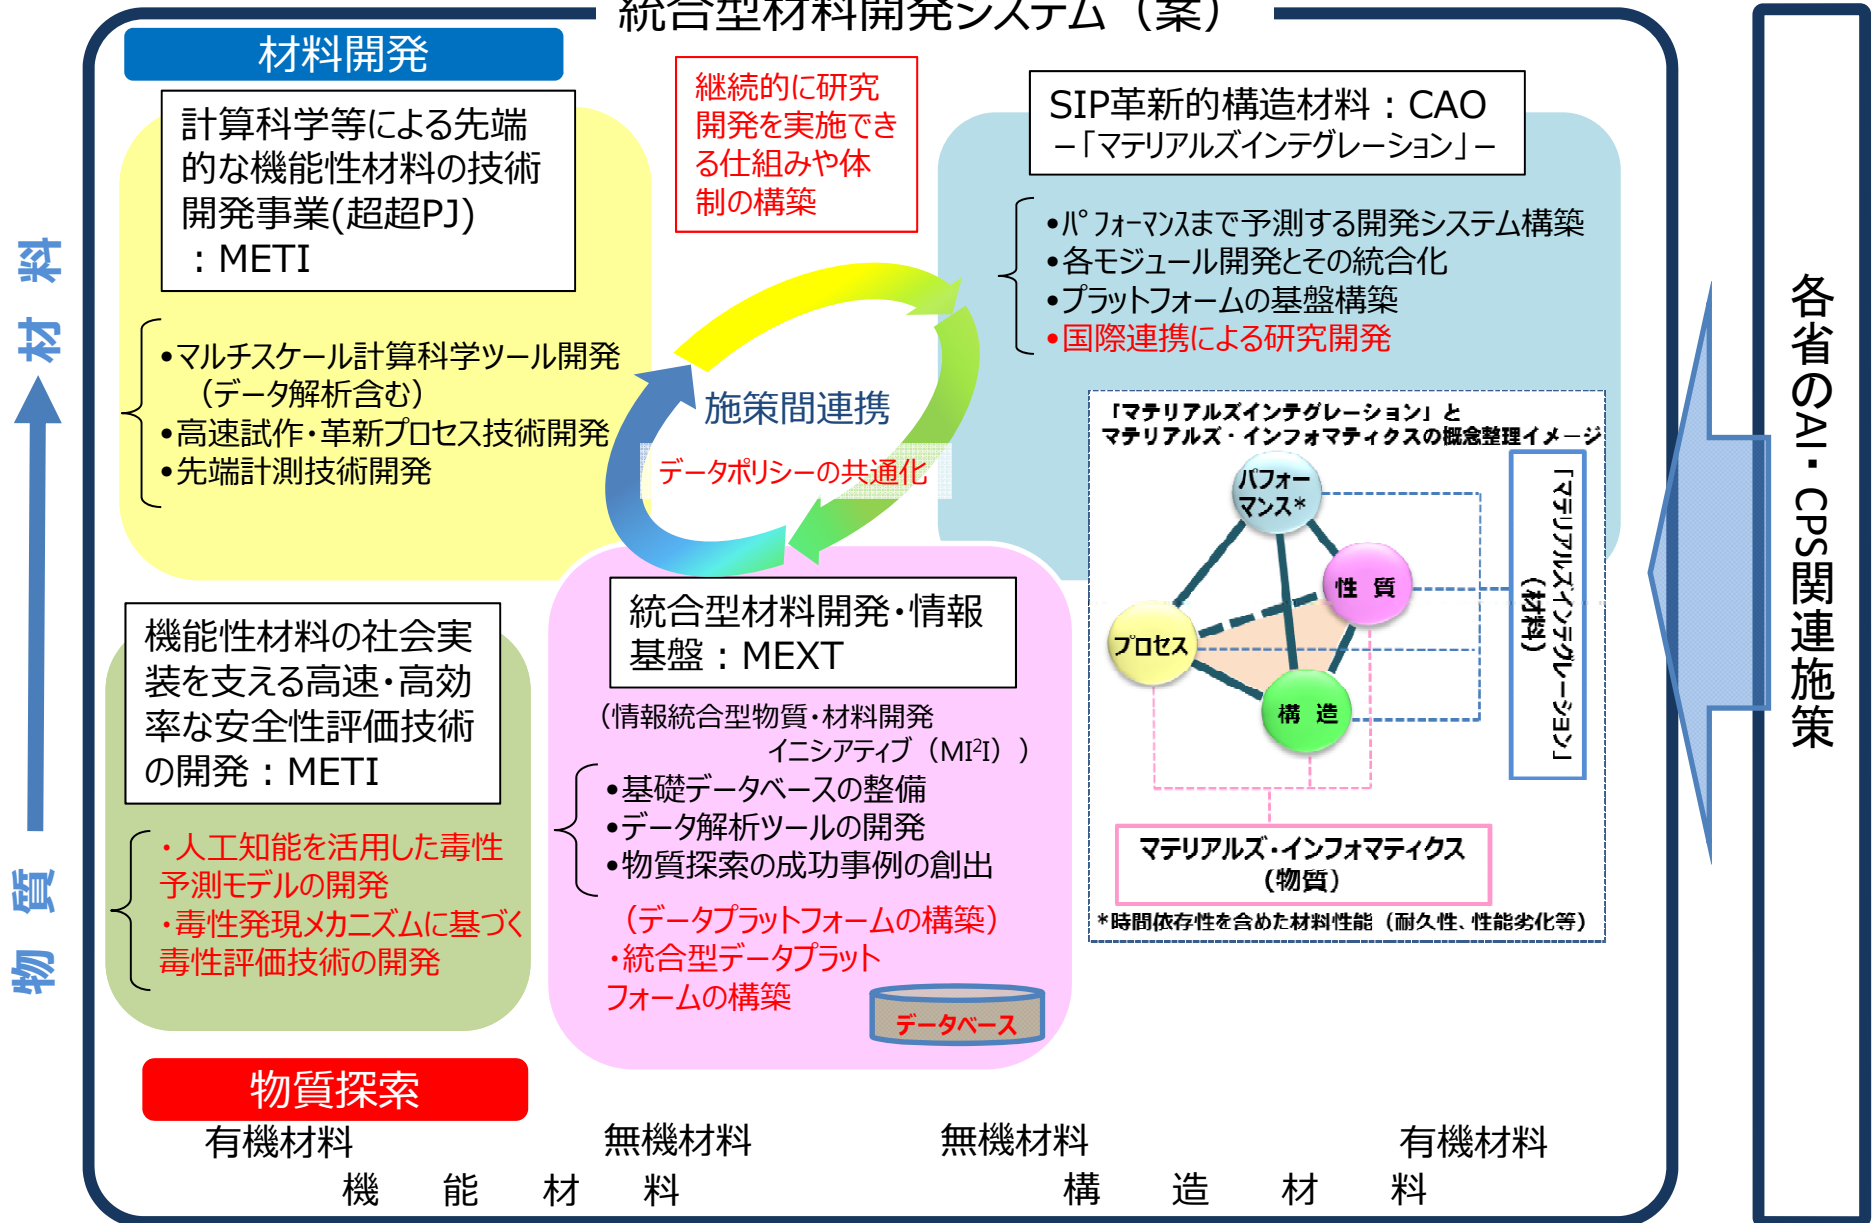 統合型材料開発システム（案）
材料開発
計算科学等による先端
的な機能性材料の技術
開発事業(超超PJ)
：METI
•マルチスケール計算科学ツール開発
（データ解析含む）
•高速試作・革新プロセス技術開発
•先端計測技術開発
継続的に研究
開発を実施でき
る仕組みや体
制の構築
SIP革新的構造材料：CAO
－「マテリアルズインテグレーション」－
•パフォーマンスまで予測する開発システム構築
•各モジュール開発とその統合化
•プラットフォームの基盤構築
•国際連携による研究開発
施策間連携
データポリシーの共通化
「マテリアルズインテグレーション」と
マテリアルズ・インフォマティクスの概念整理イメージ
パフォー
マンス*
性 質
プロセス
構 造
「マテリアルズインテグレーション」
(材料)
マテリアルズ・インフォマティクス
(物質)
*時間依存性を含めた材料性能（耐久性、性能劣化等）
機能性材料の社会実
装を支える高速・高効
率な安全性評価技術
の開発：METI
・人工知能を活用した毒性
予測モデルの開発
・毒性発現メカニズムに基づく
毒性評価技術の開発
統合型材料開発・情報
基盤：MEXT
（情報統合型物質・材料開発
イニシアティブ（MI²I））
•基礎データベースの整備
•データ解析ツールの開発
•物質探索の成功事例の創出
（データプラットフォームの構築）
・統合型データプラット
フォームの構築
データベース
物質探索
有機材料
無機材料
無機材料
有機材料
機 能 材 料
構 造 材 料
材 料
物 質
各省のAI・CPS関連施策